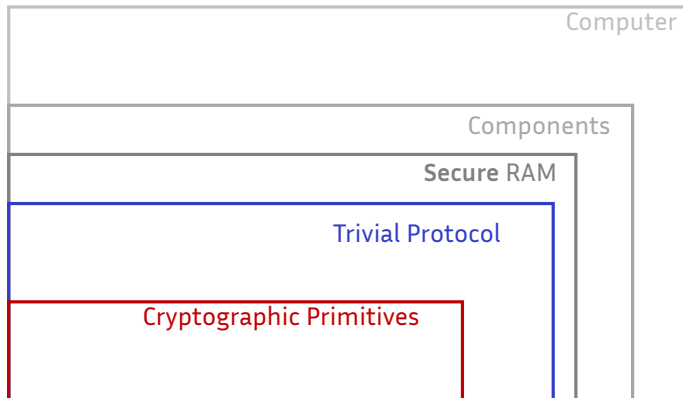 Computer
Components
Secure RAM
Trivial Protocol
Cryptographic Primitives